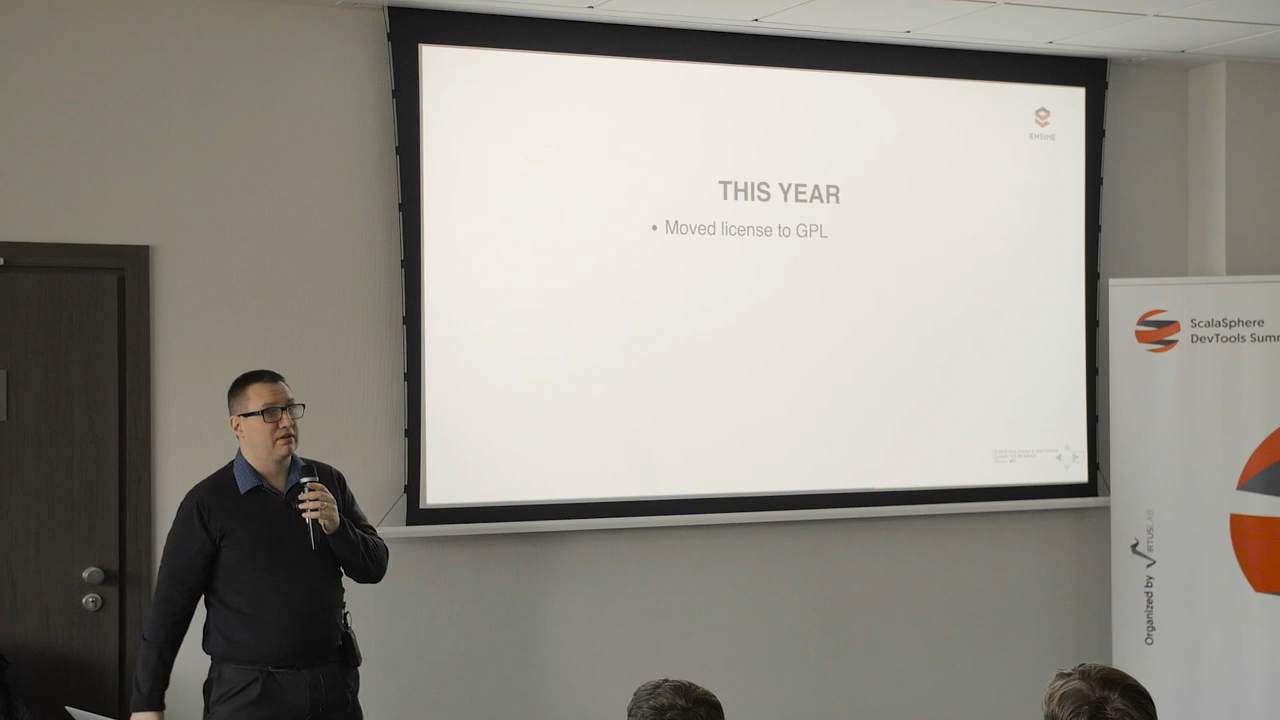 ENSIME
THIS YEAR
• Moved license to GPL
ScalaSphere
DevTools Summ
Organized by VIRTUSLAB